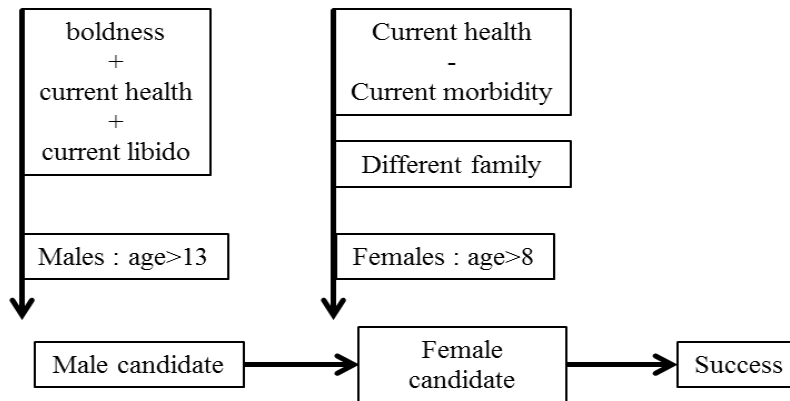 boldness
+
current health
+
current libido
Males : age>13
Current health
-
Current morbidity
Different family
Females : age>8
Male candidate
Female
candidate
Success